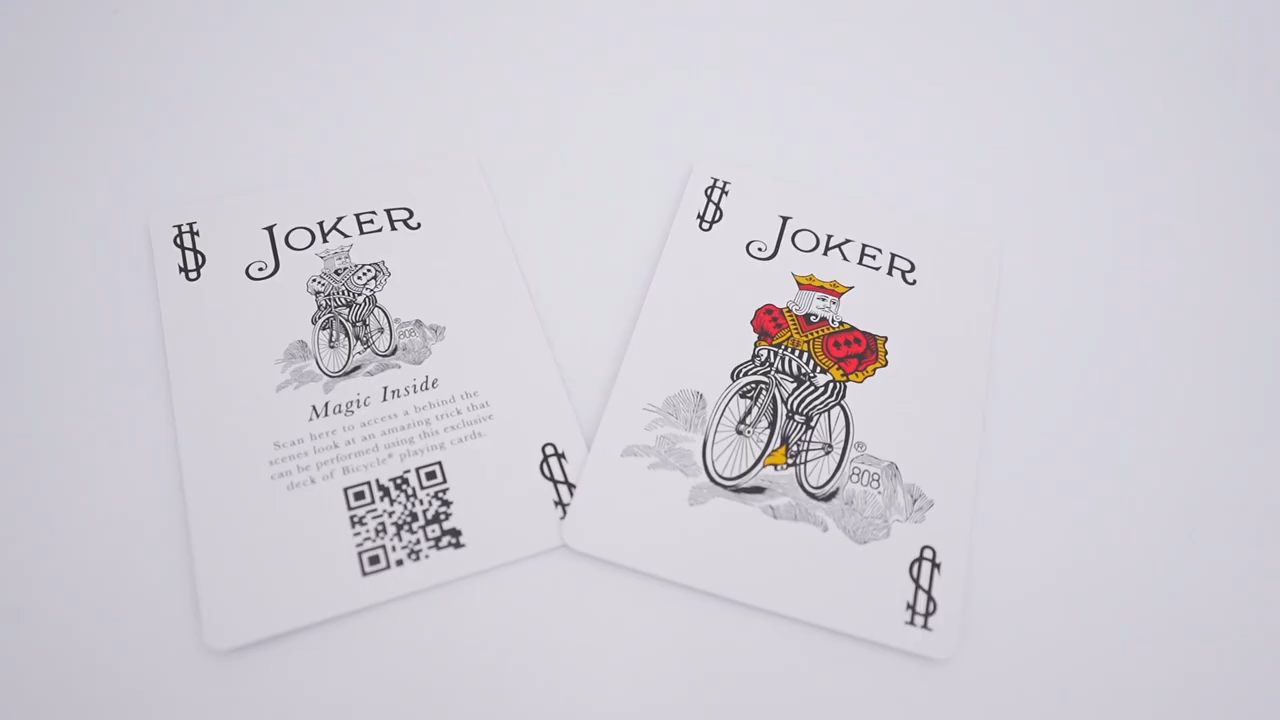 JOKER
808
Magic Inside
Scan here to access a behind the
scenes look at an amazing trick that
can be performed using this exclusive
deck of Bicycle® playing cards.
JOKER
®
808